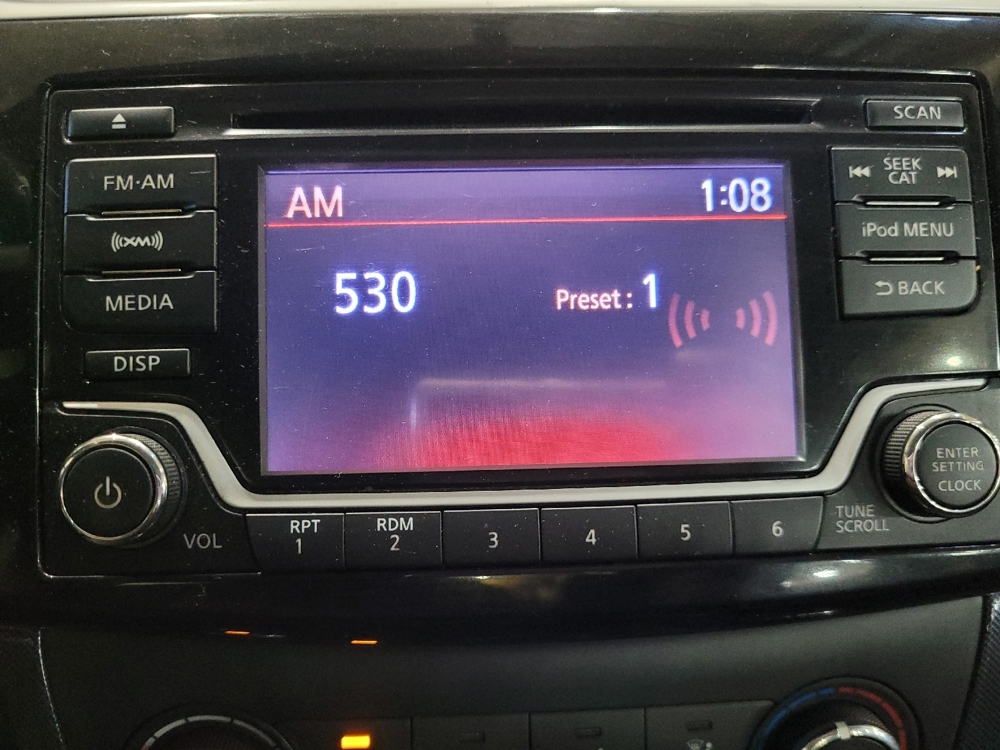 SCAN
FM·AM
SEEK
CAT
AM
1:08
XM
iPod MENU
530
Preset : 1
MEDIA
BACK
DISP
ENTER
SETTING
CLOCK
VOL
RPT
1
RDM
2
3
4
5
6
TUNE
SCROLL